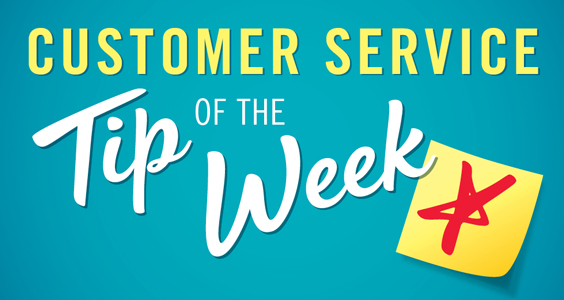 CUSTOMER SERVICE
Tip OF THE
Week